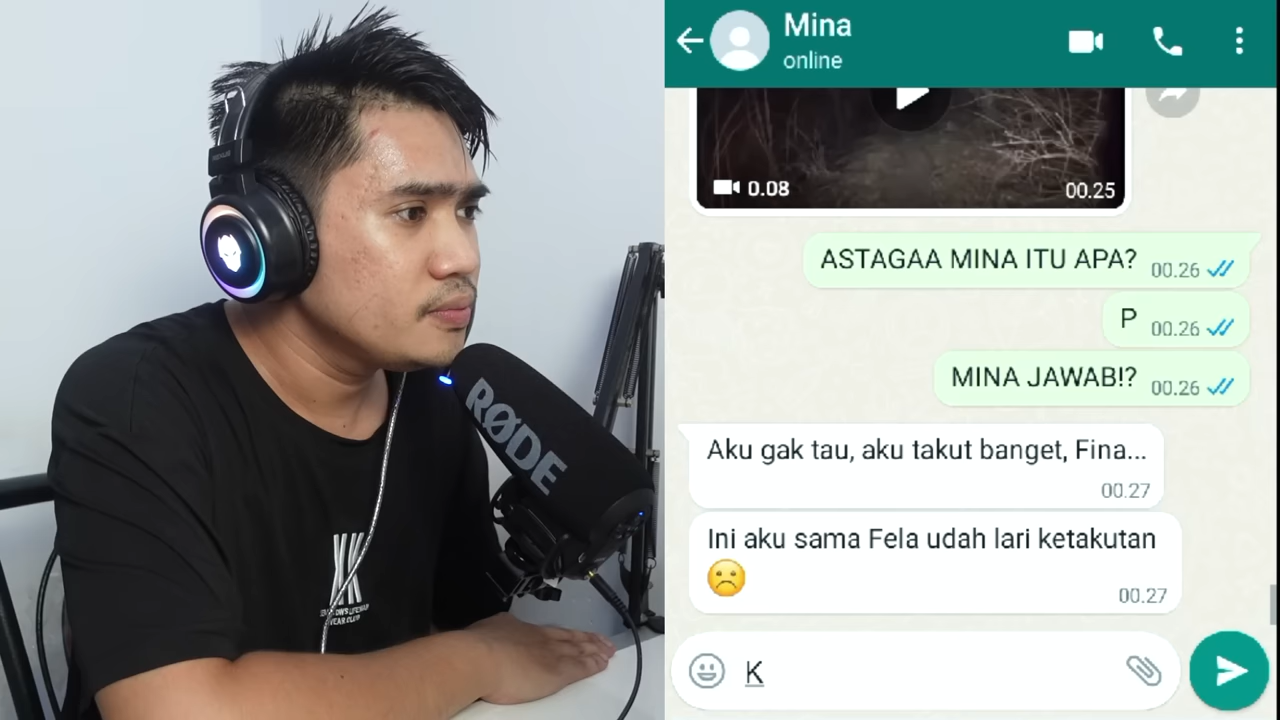 Mina
online
0.08
00.25
ASTAGAA MINA ITU APA?
00.26
P
00.26
MINA JAWAB!?
00.26
Aku gak tau, aku takut banget, Fina...
00.27
Ini aku sama Fela udah lari ketakutan
☹️
00.27
K
RØDE